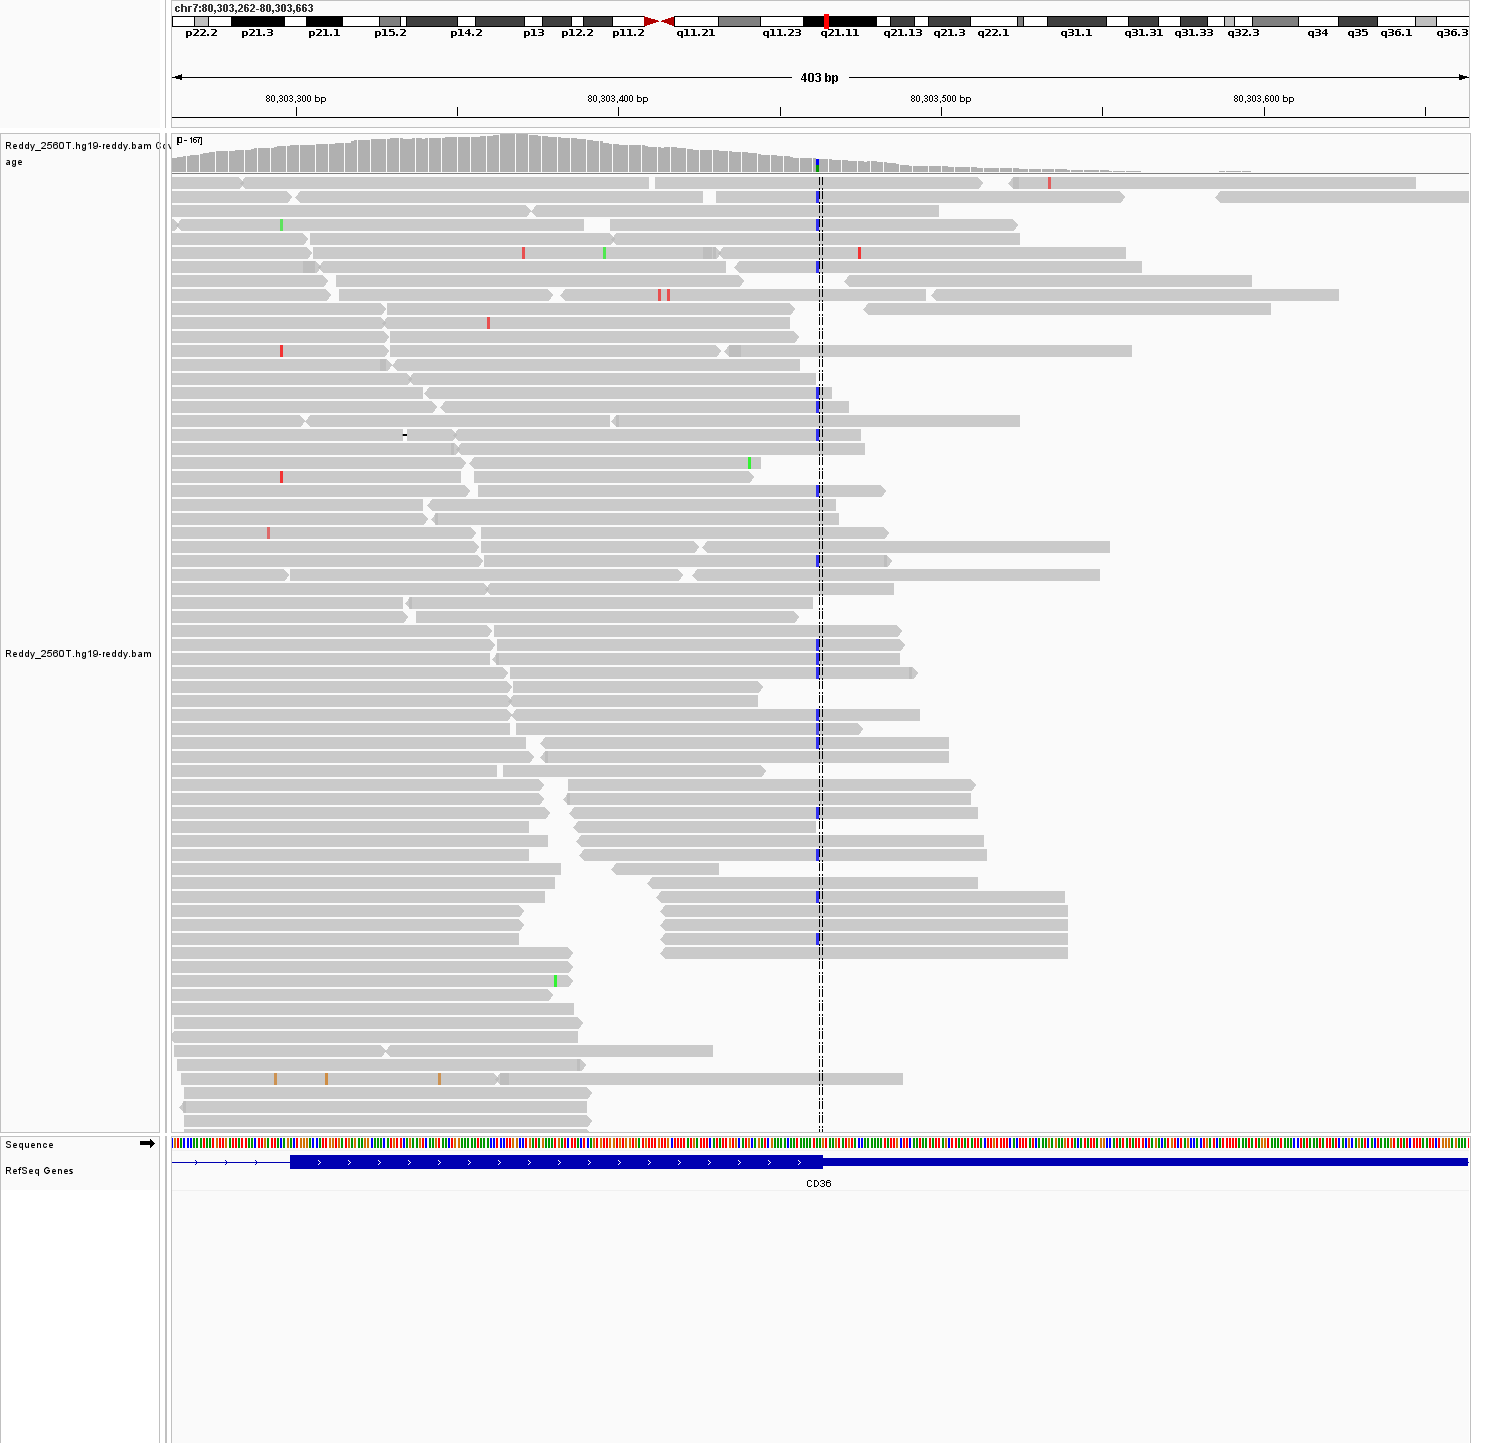 chr7:80,303,262-80,303,663
p22.2 p21.3 p21.1 p15.2 p14.2 p13 p12.2 p11.2 q11.21 q11.23 q21.11 q21.13 q21.3 q22.1 q31.1 q31.31 q31.33 q32.3 q34 q35 q36.1 q36.3
403 bp
80,303,300 bp 80,303,400 bp 80,303,500 bp 80,303,600 bp
Reddy_2560T.hg19-reddy.bam Cov
age
[0 - 167]
Reddy_2560T.hg19-reddy.bam
Sequence
RefSeq Genes
CD36